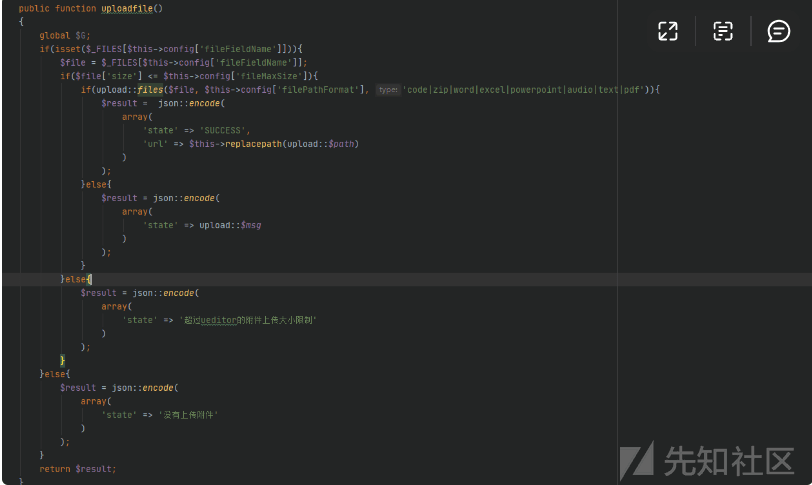 public function uploadfile()
{
    global $G;
    if(isset($_FILES[$this->config['fileFieldName']])){
        $file = $_FILES[$this->config['fileFieldName']];
        if($file['size'] <= $this->config['fileMaxSize']){
            if(upload::files($file, $this->config['filePathFormat'], type: 'code|zip|word|excel|powerpoint|audio|text|pdf')){
                $result = json::encode(
                    array(
                        'state' => 'SUCCESS',
                        'url' => $this->replacepath(upload::$path)
                    )
                );
            }else{
                $result = json::encode(
                    array(
                        'state' => upload::$msg
                    )
                );
            }
        }else{
            $result = json::encode(
                array(
                    'state' => '超过ueditor的附件上传大小限制'
                )
            );
        }
    }else{
        $result = json::encode(
            array(
                'state' => '没有上传附件'
            )
        );
    }
    return $result;
}
先知社区